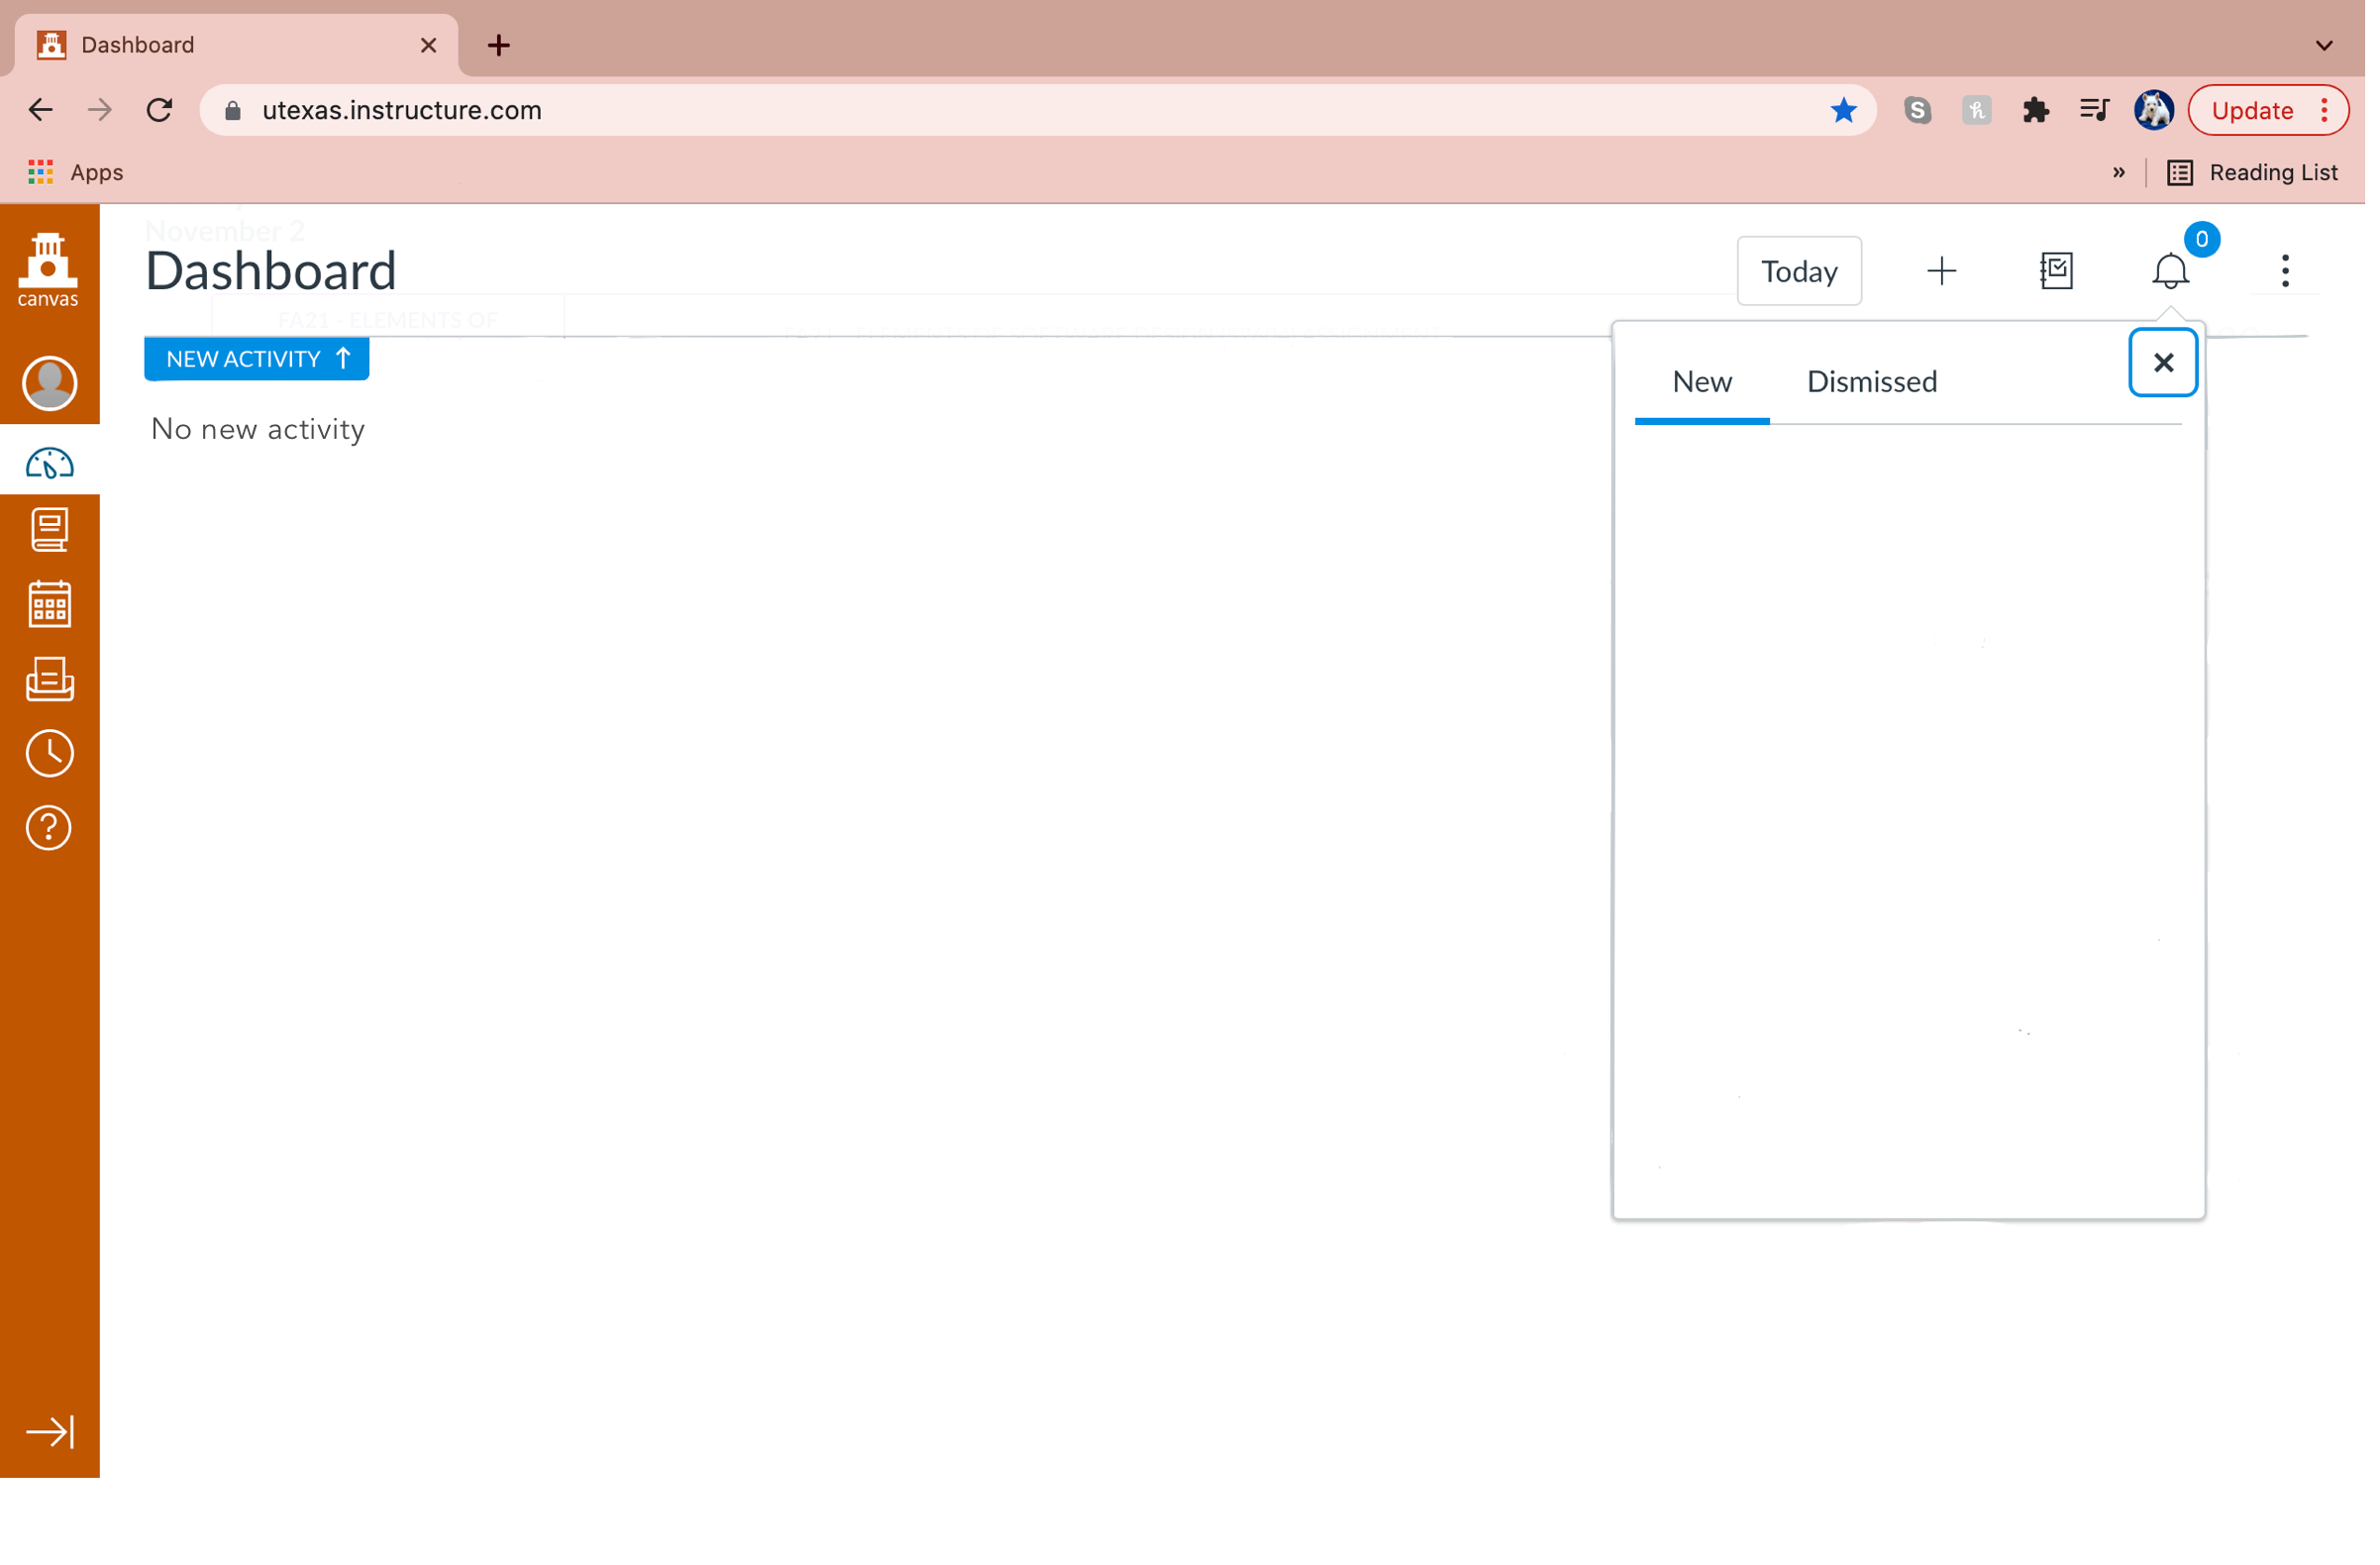 Dashboard
utexas.instructure.com
Update
Apps
» Reading List
canvas
November 2
Dashboard
Today
0
FA21 - ELEMENTS OF
NEW ACTIVITY
New Dismissed
No new activity